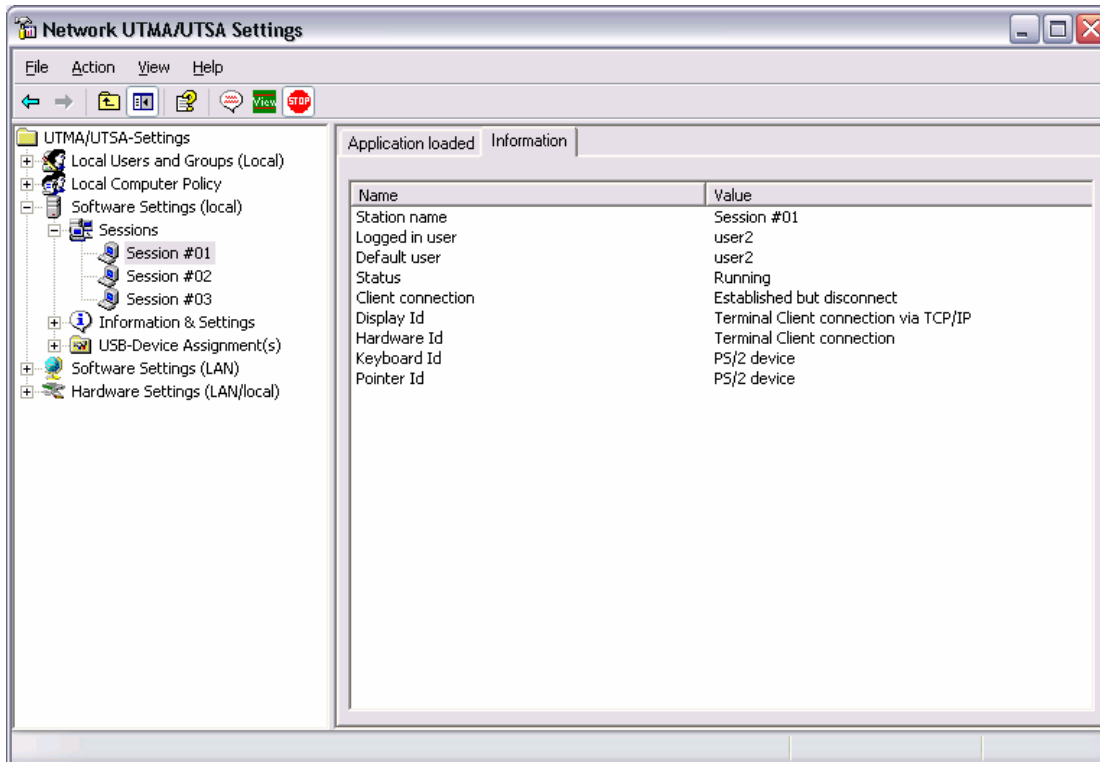 Network UTMA/UTSA Settings
File Action View Help
View STOP
UTMA/UTSA-Settings
Local Users and Groups (Local)
Local Computer Policy
Software Settings (local)
Sessions
Session #01
Session #02
Session #03
Information & Settings
USB-Device Assignment(s)
Software Settings (LAN)
Hardware Settings (LAN/local)
Application loaded Information
Name Value
Station name Session #01
Logged in user user2
Default user user2
Status Running
Client connection Established but disconnect
Display Id Terminal Client connection via TCP/IP
Hardware Id Terminal Client connection
Keyboard Id PS/2 device
Pointer Id PS/2 device